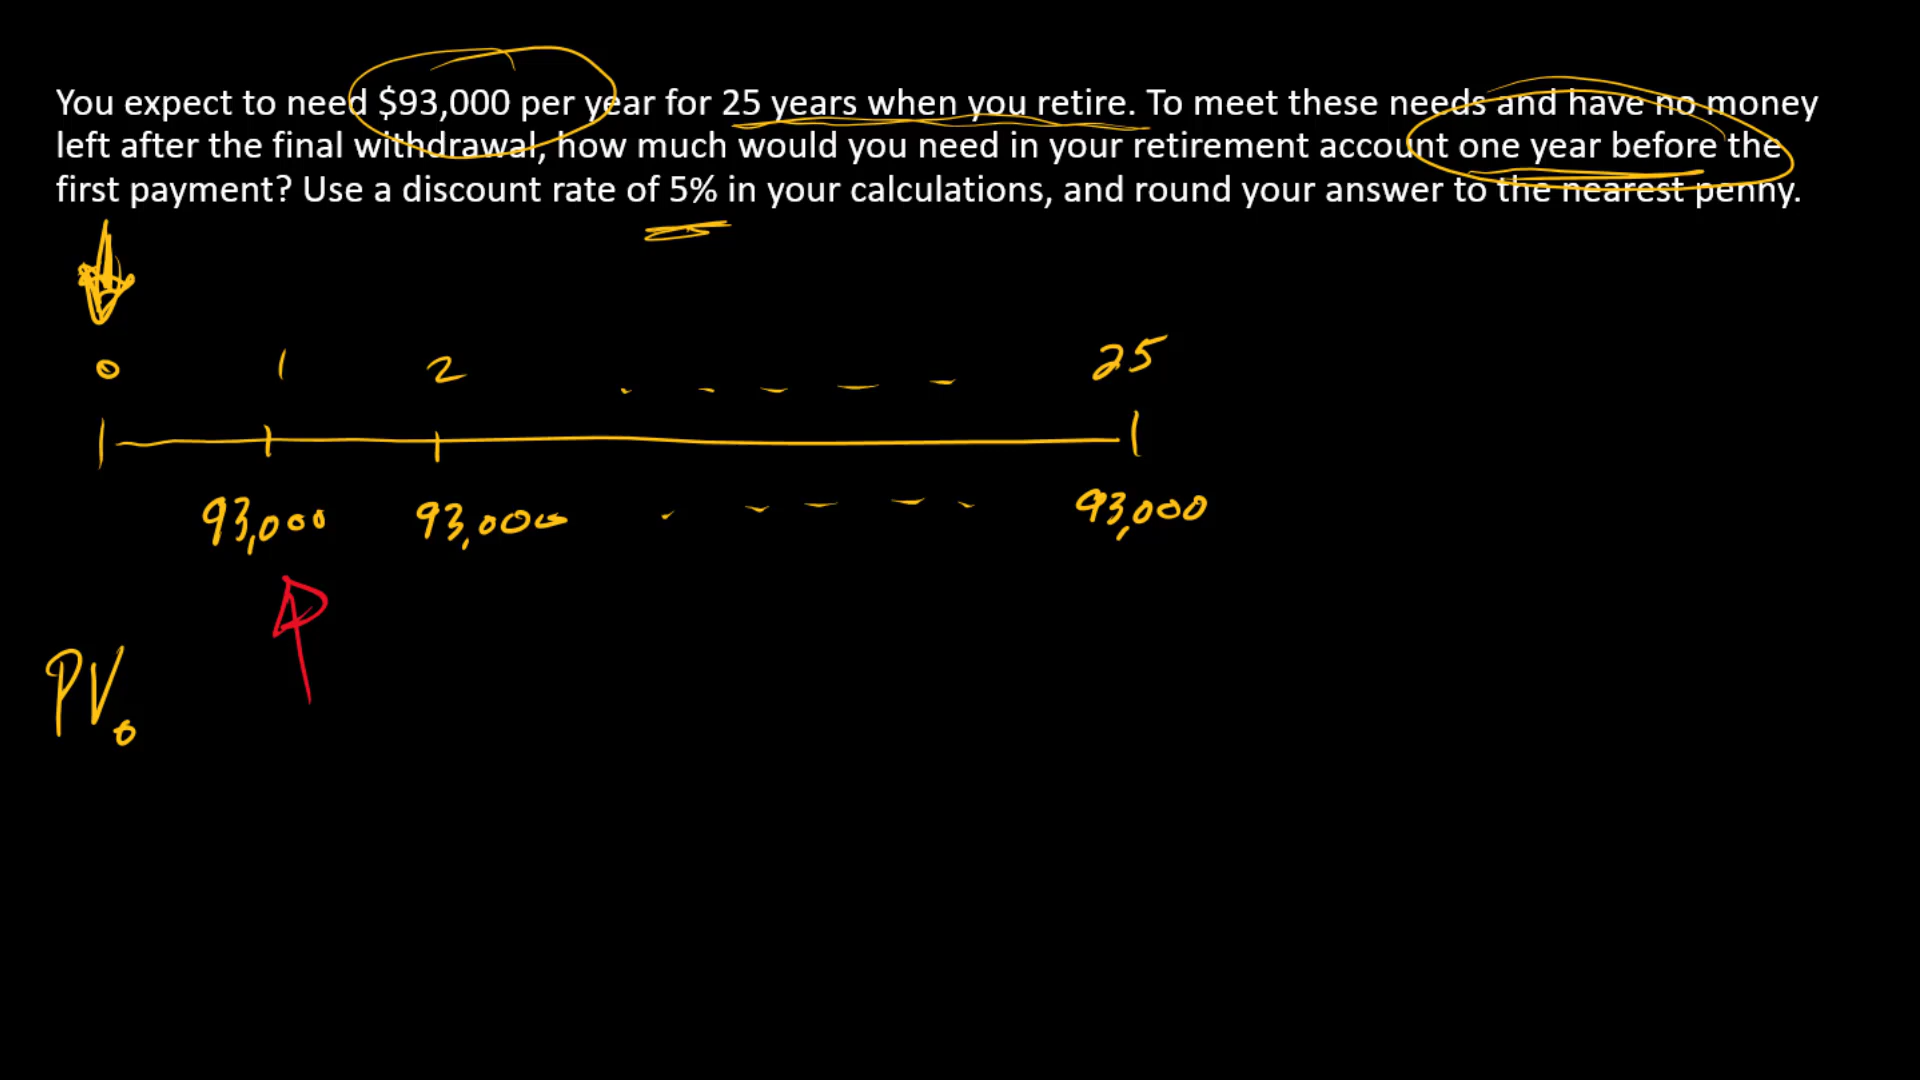 You expect to need $93,000 per year for 25 years when you retire. To meet these needs and have no money
left after the final withdrawal, how much would you need in your retirement account one year before the
first payment? Use a discount rate of 5% in your calculations, and round your answer to the nearest penny.
0 1 2 . - - - - 25
93,000 93,000 . - - - - 93,000
PV₀